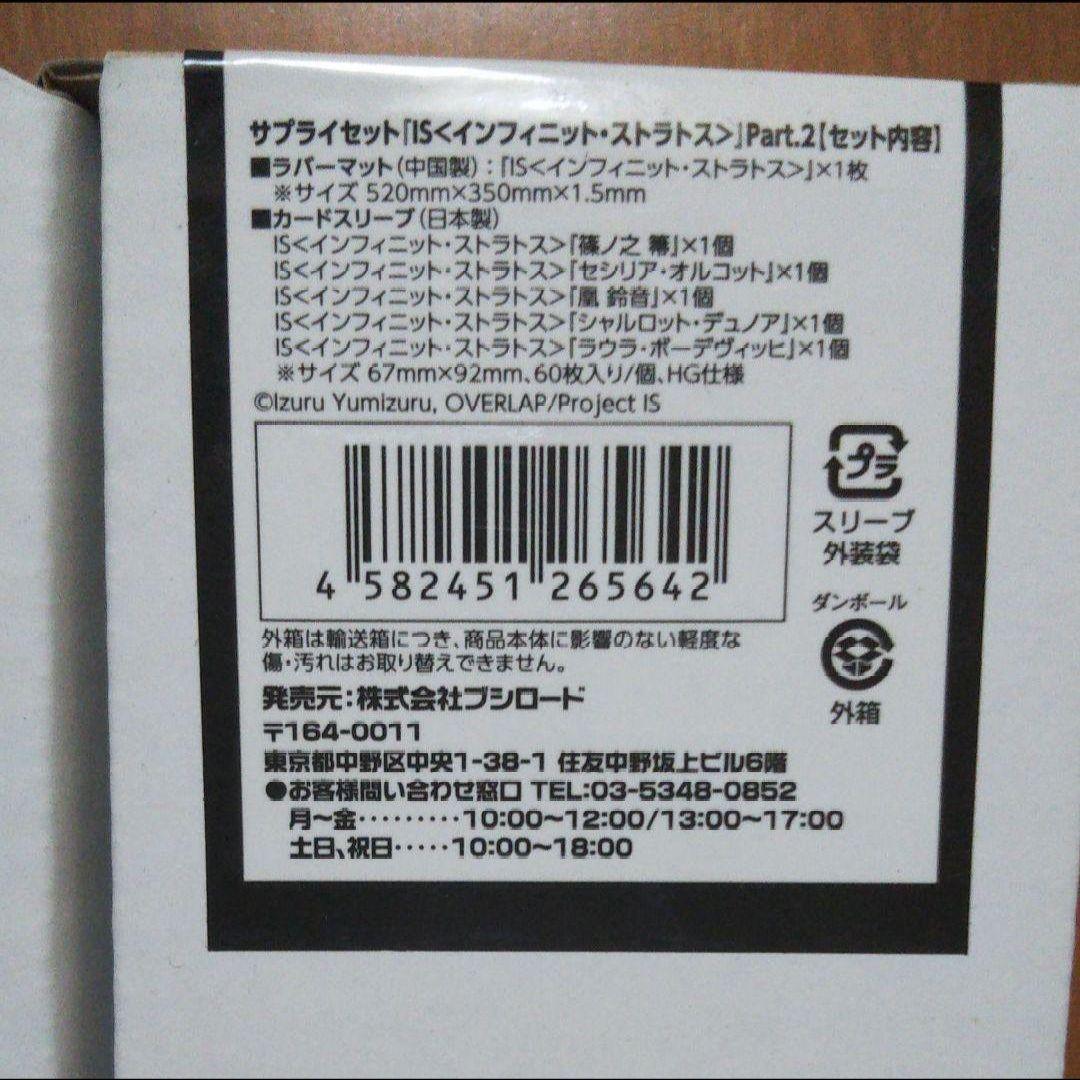 サプライセット「IS<インフィニット・ストラトス>」Part.2【セット内容】
■ラバーマット(中国製):「IS<インフィニット・ストラトス>」×1枚
※サイズ 520mm×350mm×1.5mm
■カードスリーブ(日本製)
IS<インフィニット・ストラトス>「篠ノ之 箒」×1個
IS<インフィニット・ストラトス>「セシリア・オルコット」×1個
IS<インフィニット・ストラトス>「凰 鈴音」×1個
IS<インフィニット・ストラトス>「シャルロット・デュノア」×1個
IS<インフィニット・ストラトス>「ラウラ・ボーデヴィッヒ」×1個
※サイズ 67mm×92mm、60枚入り/個、HG仕様
©Izuru Yumizuru, OVERLAP/Project IS
4 582451 265642
プラ
スリーブ
外装袋
ダンボール
外箱
外箱は輸送箱につき、商品本体に影響のない軽度な
傷・汚れはお取り替えできません。
発売元:株式会社ブシロード
〒164-0011
東京都中野区中央1-38-1 住友中野坂上ビル6階
●お客様問い合わせ窓口 TEL:03-5348-0852
月〜金・・・・・・・・・10:00〜12:00/13:00〜17:00
土日、祝日・・・・・10:00〜18:00